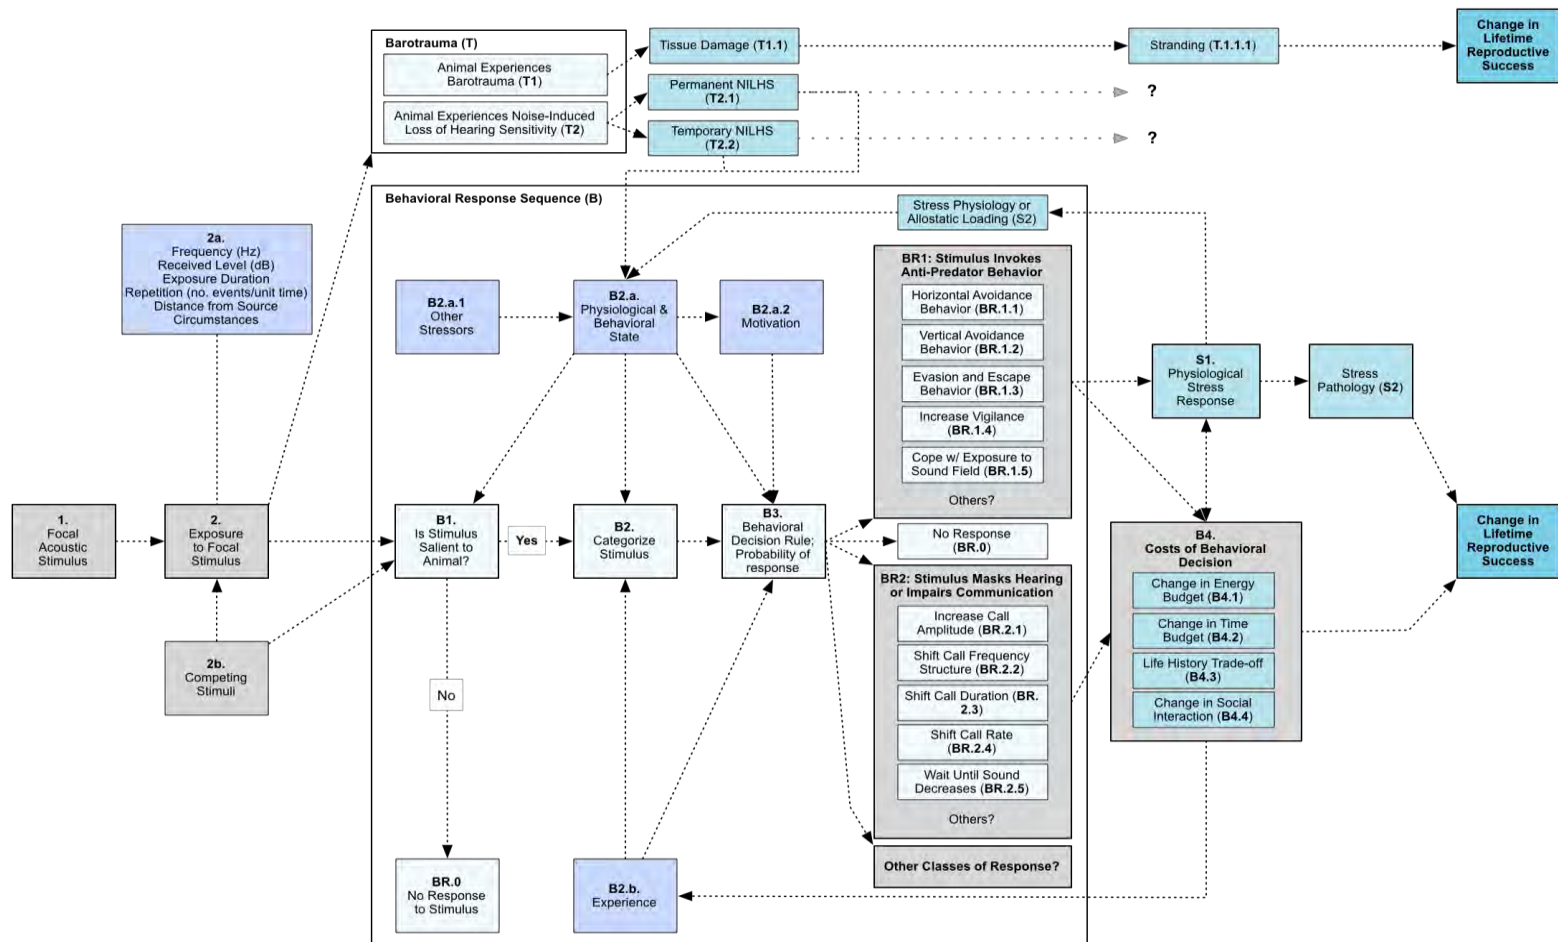 Barotrauma (T)
Animal Experiences
Barotrauma (T1)
Animal Experiences Noise-Induced
Loss of Hearing Sensitivity (T2)
Tissue Damage (T1.1)
Permanent NILHS
(T2.1)
Temporary NILHS
(T2.2)
Stranding (T.1.1.1)
?
?
Change in
Lifetime
Reproductive
Success
Behavioral Response Sequence (B)
2a.
Frequency (Hz)
Received Level (dB)
Exposure Duration
Repetition (no. events/unit time)
Distance from Source
Circumstances
1.
Focal
Acoustic
Stimulus
2.
Exposure
to Focal
Stimulus
2b.
Competing
Stimuli
B2.a.1
Other
Stressors
B2.a.
Physiological &
Behavioral
State
B2.a.2
Motivation
Stress Physiology or
Allostatic Loading (S2)
B1.
Is Stimulus
Salient to
Animal?
Yes
No
B2.
Categorize
Stimulus
B3.
Behavioral
Decision Rule;
Probability of
response
BR.0
No Response
to Stimulus
B2.b.
Experience
BR1: Stimulus Invokes
Anti-Predator Behavior
Horizontal Avoidance
Behavior (BR.1.1)
Vertical Avoidance
Behavior (BR.1.2)
Evasion and Escape
Behavior (BR.1.3)
Increase Vigilance
(BR.1.4)
Cope w/ Exposure to
Sound Field (BR.1.5)
Others?
No Response
(BR.0)
BR2: Stimulus Masks Hearing
or Impairs Communication
Increase Call
Amplitude (BR.2.1)
Shift Call Frequency
Structure (BR.2.2)
Shift Call Duration (BR.
2.3)
Shift Call Rate
(BR.2.4)
Wait Until Sound
Decreases (BR.2.5)
Others?
Other Classes of Response?
S1.
Physiological
Stress
Response
Stress
Pathology (S2)
B4.
Costs of Behavioral
Decision
Change in Energy
Budget (B4.1)
Change in Time
Budget (B4.2)
Life History Trade-off
(B4.3)
Change in Social
Interaction (B4.4)
Change in
Lifetime
Reproductive
Success